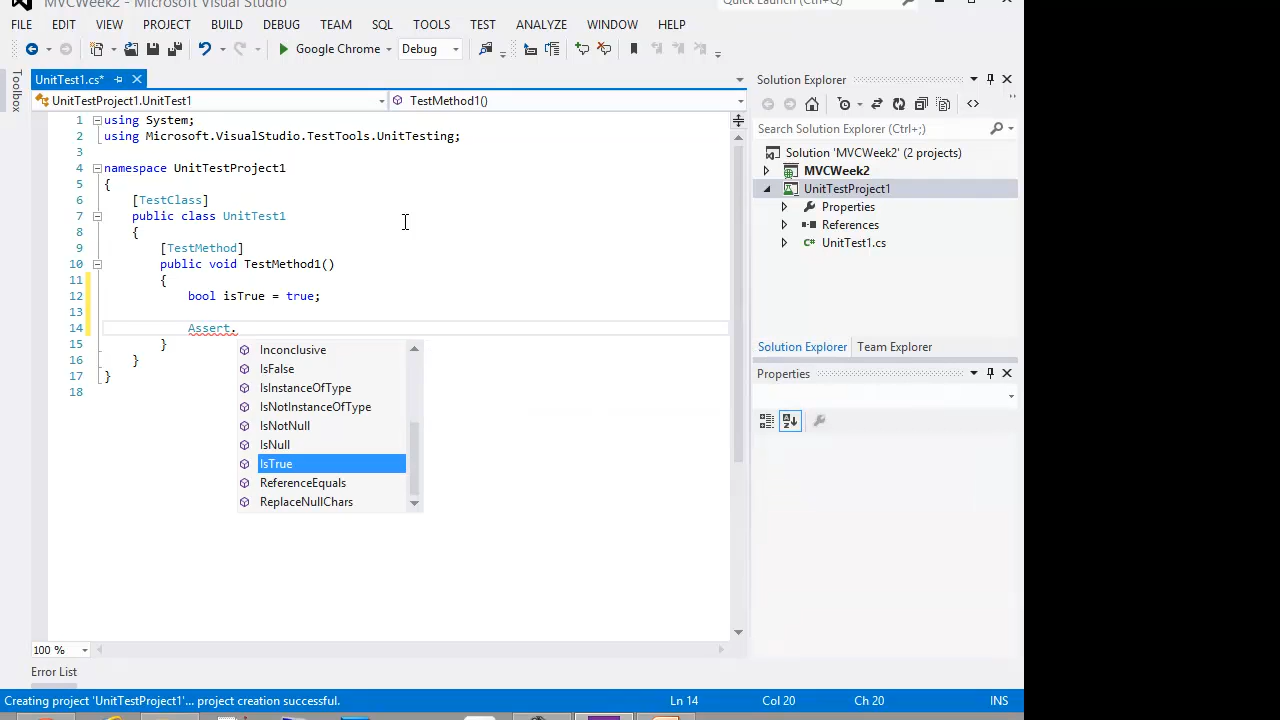 MVCWeek2 - Microsoft Visual Studio
Quick Launch (Ctrl+Q)
FILE EDIT VIEW PROJECT BUILD DEBUG TEAM SQL TOOLS TEST ANALYZE WINDOW HELP
Google Chrome Debug
Toolbox
UnitTest1.cs*
UnitTestProject1.UnitTest1
TestMethod1()
1 using System;
2 using Microsoft.VisualStudio.TestTools.UnitTesting;
3
4 namespace UnitTestProject1
5 {
6 [TestClass]
7 public class UnitTest1
8 {
9 [TestMethod]
10 public void TestMethod1()
11 {
12 bool isTrue = true;
13
14 Assert.
15 }
16 }
17 }
18
Inconclusive
IsFalse
IsInstanceOfType
IsNotInstanceOfType
IsNotNull
IsNull
IsTrue
ReferenceEquals
ReplaceNullChars
100 %
Error List
Solution Explorer
Search Solution Explorer (Ctrl+;)
Solution 'MVCWeek2' (2 projects)
MVCWeek2
UnitTestProject1
Properties
References
C# UnitTest1.cs
Solution Explorer Team Explorer
Properties
Creating project 'UnitTestProject1'... project creation successful.
Ln 14 Col 20 Ch 20 INS